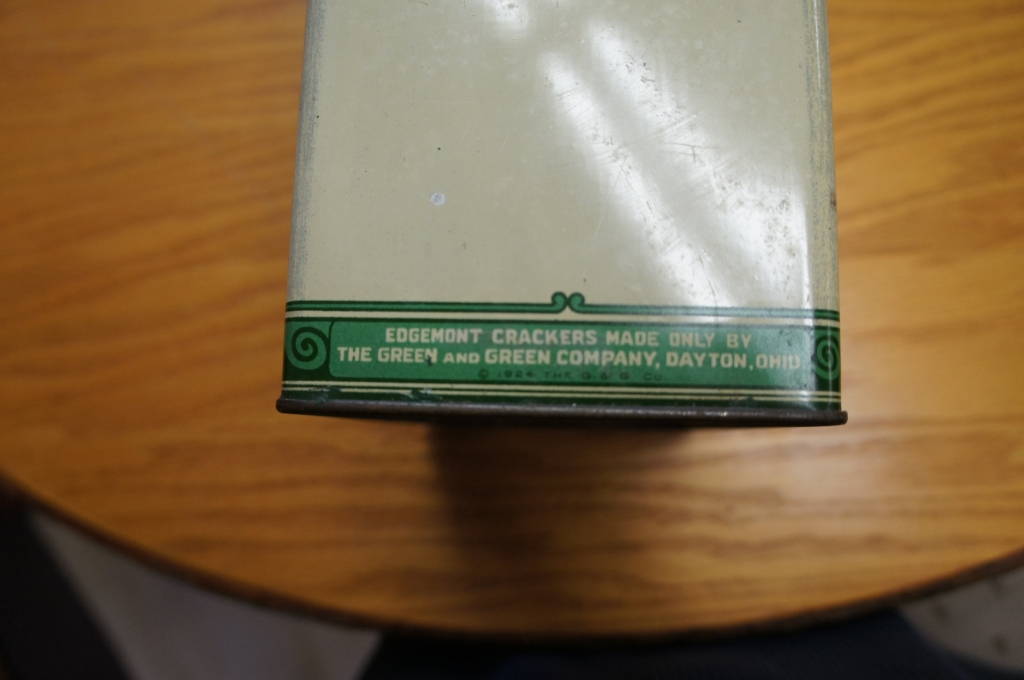 EDGEMONT CRACKERS MADE ONLY BY
THE GREEN AND GREEN COMPANY, DAYTON, OHIO
© 1924 THE G. & G. Co